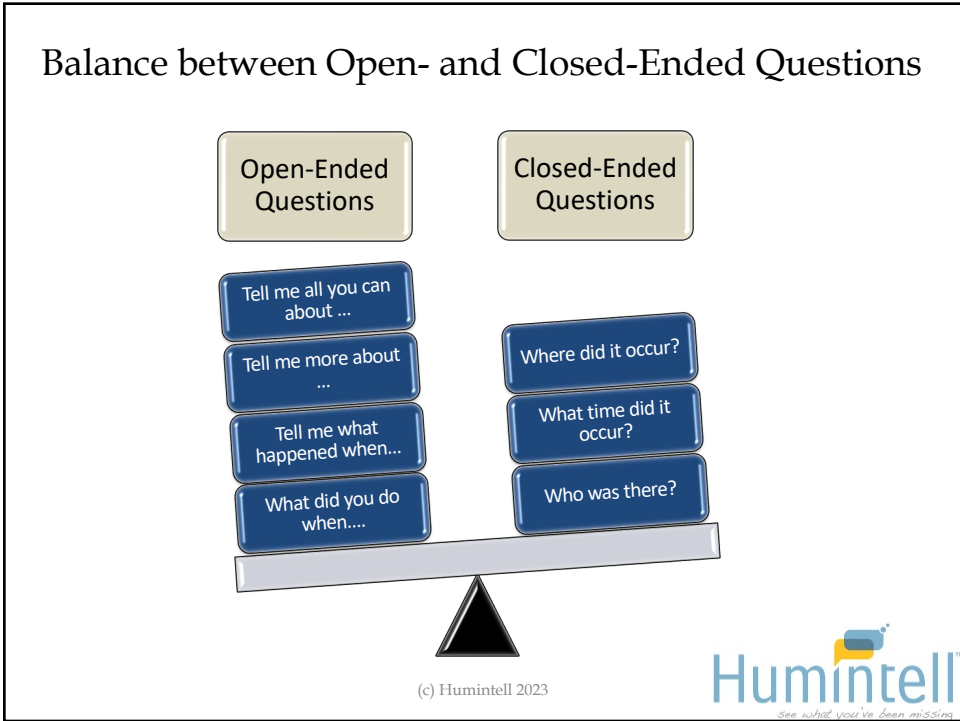 Balance between Open- and Closed-Ended Questions
Open-Ended
Questions
Closed-Ended
Questions
Tell me all you can
about ...
Tell me more about
...
Tell me what
happened when...
What did you do
when....
Where did it occur?
What time did it
occur?
Who was there?
(c) Humintell 2023
Humintell™
see what you've been missing